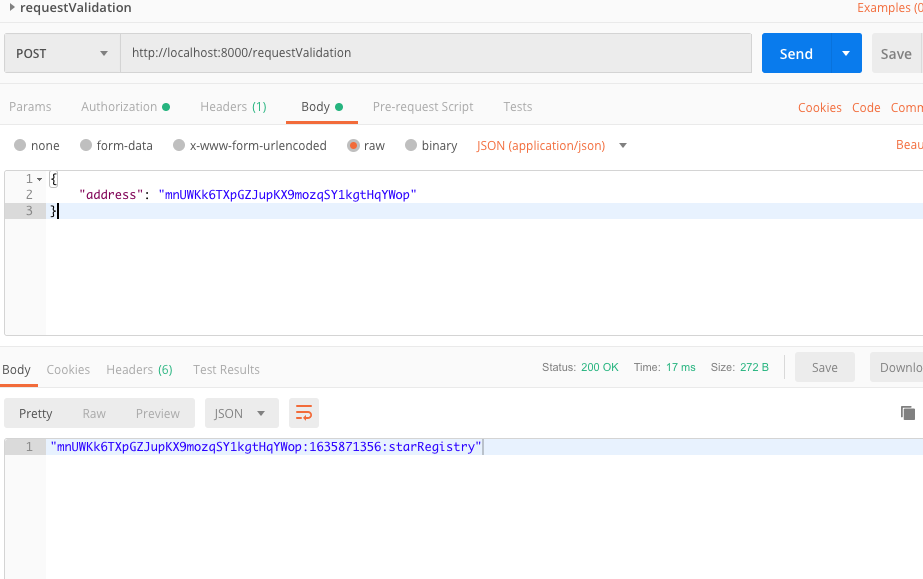 requestValidation Examples (0
POST http://localhost:8000/requestValidation Send Save
Params Authorization Headers (1) Body Pre-request Script Tests Cookies Code Comm
none form-data x-www-form-urlencoded raw binary JSON (application/json) Beau
1 {
2 "address": "mnUWKk6TXpGZJupKX9mozqSY1kgtHqYWop"
3 }
Body Cookies Headers (6) Test Results Status: 200 OK Time: 17 ms Size: 272 B Save Downlo
Pretty Raw Preview JSON
1 "mnUWKk6TXpGZJupKX9mozqSY1kgtHqYWop:1635871356:starRegistry"